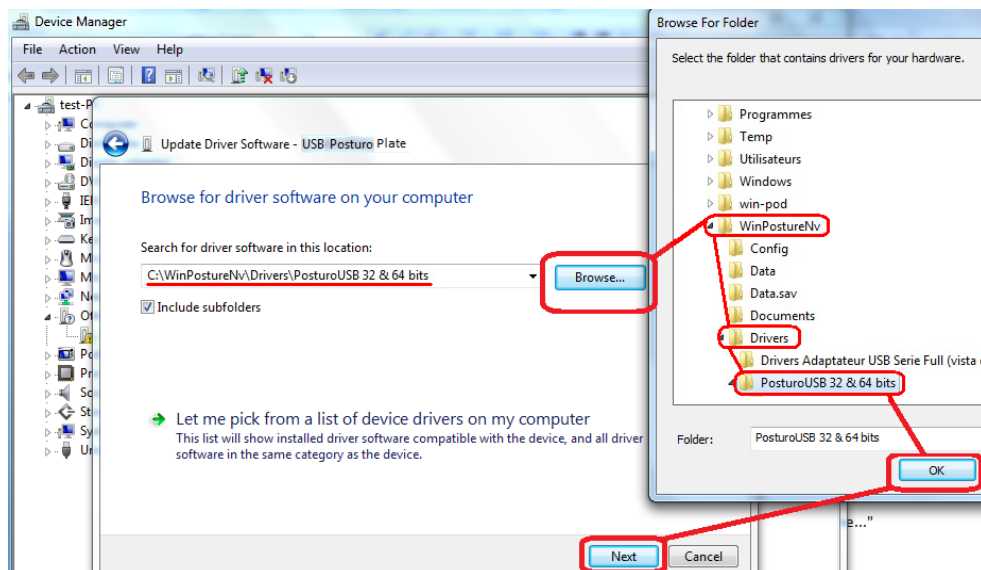 Device Manager
File Action View Help
test-P
Update Driver Software - USB Posturo Plate
Browse for driver software on your computer
Search for driver software in this location:
C:\WinPostureNv\Drivers\PosturoUSB 32 & 64 bits
Browse...
Include subfolders
Let me pick from a list of device drivers on my computer
This list will show installed driver software compatible with the device, and all driver
software in the same category as the device.
Next
Cancel
Browse For Folder
Select the folder that contains drivers for your hardware.
Programmes
Temp
Utilisateurs
Windows
win-pod
WinPostureNv
Config
Data
Data.sav
Documents
Drivers
Drivers Adaptateur USB Serie Full (vista
PosturoUSB 32 & 64 bits
Folder:
PosturoUSB 32 & 64 bits
OK
e..."